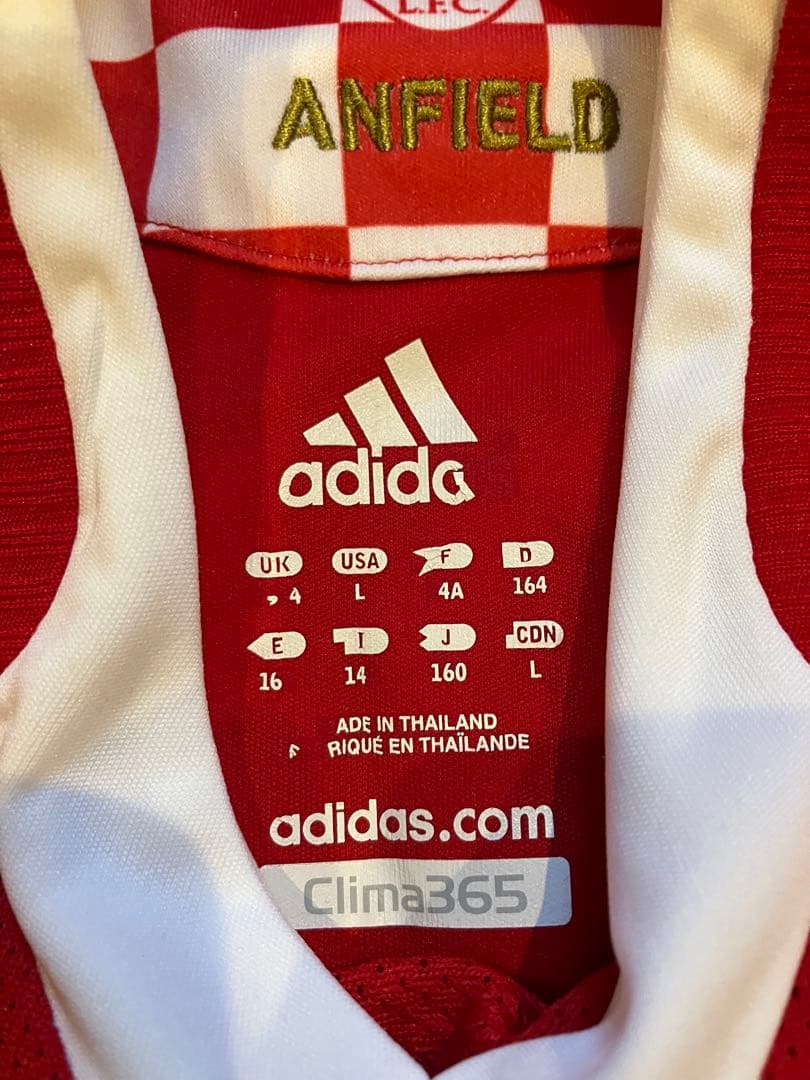 L.F.C.
ANFIELD
adida
UK USA F D
4 L 4A 164
E I J CDN
16 14 160 L
ADE IN THAILAND
RIQUÉ EN THAÏLANDE
adidas.com
Clima365